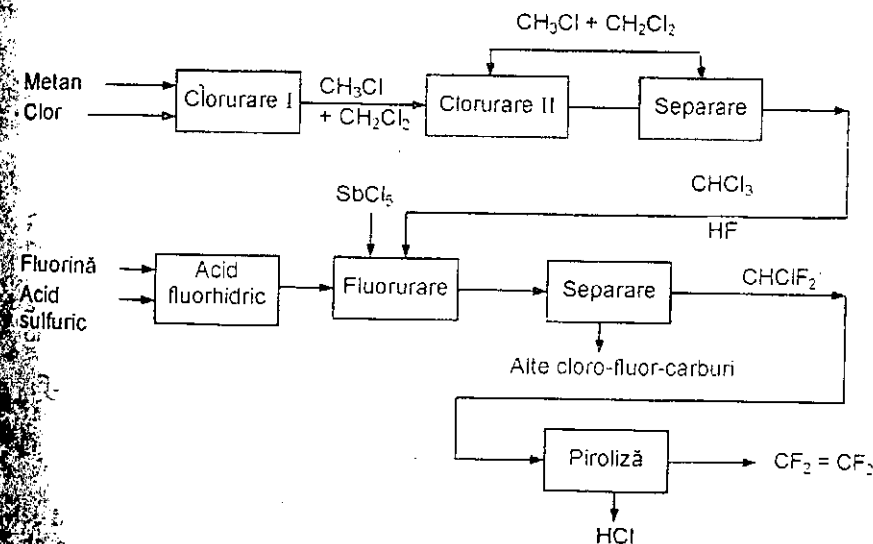 CH₃Cl + CH₂Cl₂
Metan
Clor
Clorurare I
CH₃Cl
+ CH₂Cl₂
Clorurare II
Separare
CHCl₃
HF
SbCl₅
Fluorină
Acid
sulfuric
Acid
fluorhidric
Fluorurare
Separare
CHClF₂
Alte cloro-fluor-carburi
Piroliză
CF₂ = CF₂
HCl